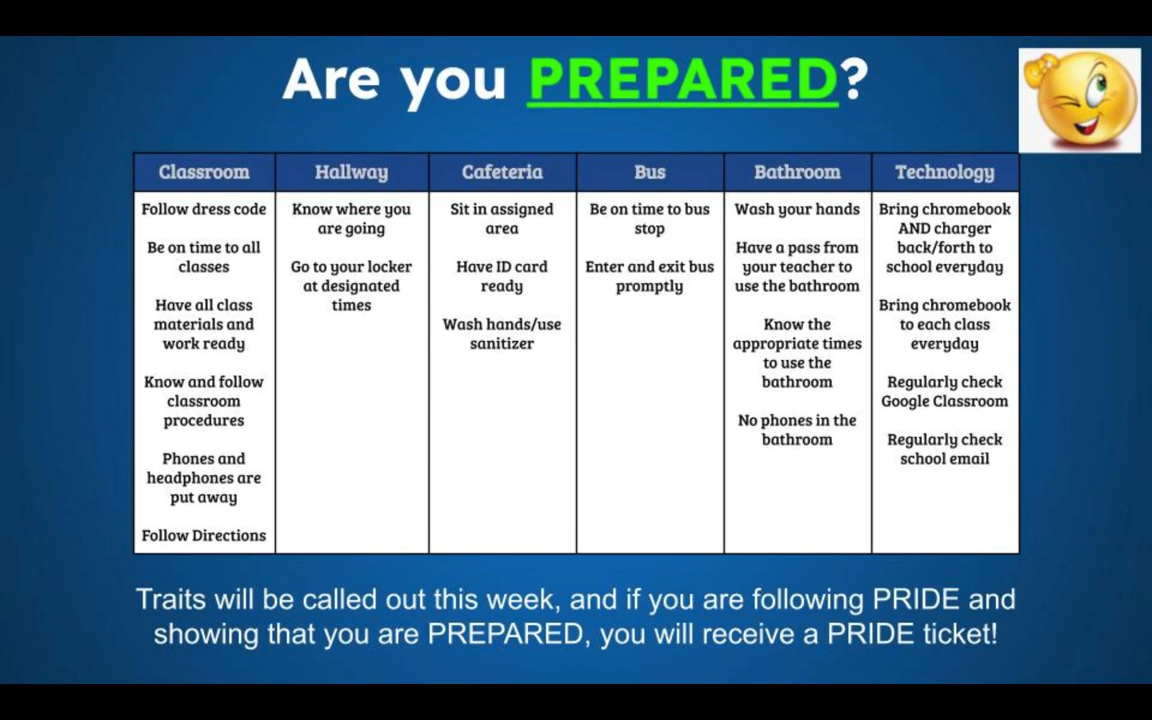 Are you PREPARED?
Classroom
Hallway
Cafeteria
Bus
Bathroom
Technology
Follow dress code
Be on time to all
classes
Have all class
materials and
work ready
Know and follow
classroom
procedures
Phones and
headphones are
put away
Follow Directions
Know where you
are going
Go to your locker
at designated
times
Sit in assigned
area
Have ID card
ready
Wash hands/use
sanitizer
Be on time to bus
stop
Enter and exit bus
promptly
Wash your hands
Have a pass from
your teacher to
use the bathroom
Know the
appropriate times
to use the
bathroom
No phones in the
bathroom
Bring chromebook
AND charger
back/forth to
school everyday
Bring chromebook
to each class
everyday
Regularly check
Google Classroom
Regularly check
school email
Traits will be called out this week, and if you are following PRIDE and
showing that you are PREPARED, you will receive a PRIDE ticket!